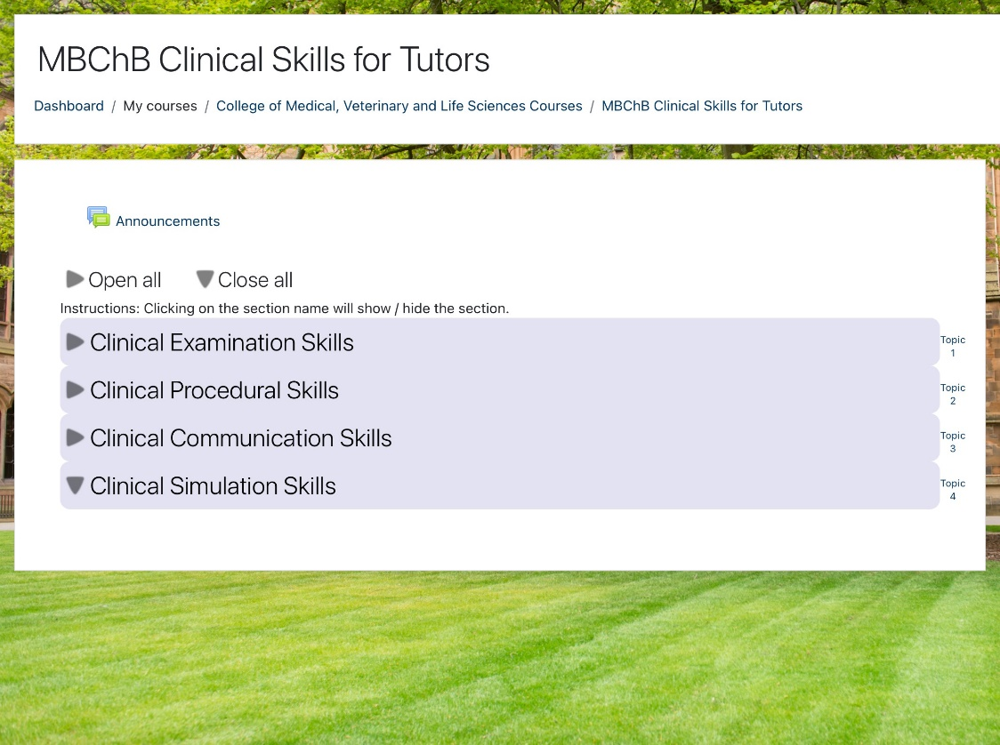 MBChB Clinical Skills for Tutors
Dashboard / My courses / College of Medical, Veterinary and Life Sciences Courses / MBChB Clinical Skills for Tutors
Announcements
Open all Close all
Instructions: Clicking on the section name will show / hide the section.
Clinical Examination Skills
Topic
1
Clinical Procedural Skills
Topic
2
Clinical Communication Skills
Topic
3
Clinical Simulation Skills
Topic
4